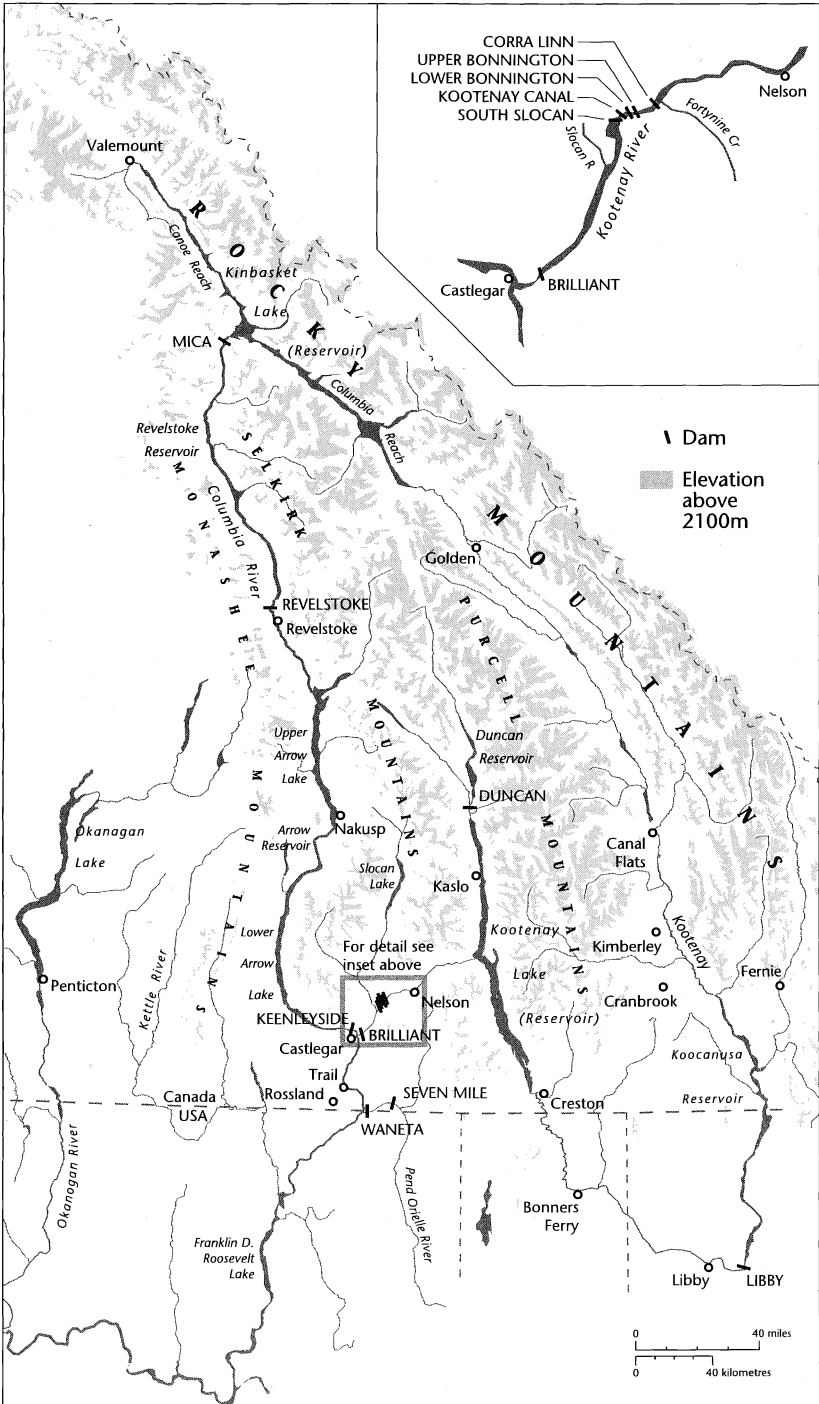 CORRA LINN
UPPER BONNINGTON
LOWER BONNINGTON
KOOTENAY CANAL
SOUTH SLOCAN
Nelson
Fortynine Cr
Slocan R
Kootenay River
Castlegar
BRILLIANT
Valemount
ROCKY
Canoe Reach
Kinbasket
Lake
(Reservoir)
MICA
Columbia
Reach
Dam
Elevation
above
2100m
Revelstoke
Reservoir
SELKIRK
MONASHEE
Columbia River
MOUNTAINS
Golden
PURCELL
REVELSTOKE
Revelstoke
MOUNTAINS
Upper
Arrow
Lake
Duncan
Reservoir
DUNCAN
MOUNTAINS
Nakusp
Okanagan
Lake
Arrow
Reservoir
MOUNTAINS
Canal
Flats
Slocan
Lake
Kaslo
Kootenay
Lake
(Reservoir)
Lower
Arrow
Lake
For detail see
inset above
Kimberley
Kootenay
Fernie
Penticton
Kettle River
Nelson
Cranbrook
KEENLEYSIDE
BRILLIANT
Castlegar
Koocanusa
Reservoir
Trail
Rossland
SEVEN MILE
Creston
Canada
USA
WANETA
Okanogan River
Pend Orielle River
Bonners
Ferry
Franklin D.
Roosevelt
Lake
Libby
LIBBY
0 40 miles
0 40 kilometres